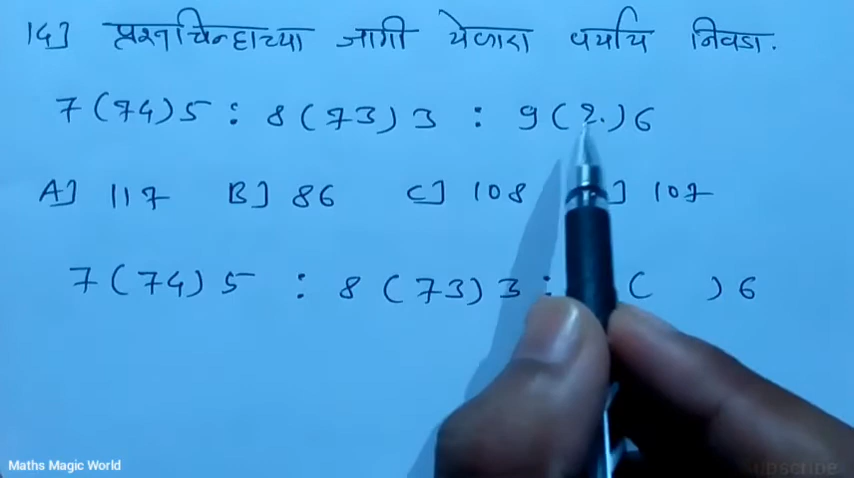 14] प्रश्नचिन्हाच्या जागी येणारा पर्याय निवडा.
7 (74) 5 : 8 (73) 3 : 9 (?) 6
A] 117 B] 86 C] 108 ] 107
7 (74) 5 : 8 (73) 3 : ( ) 6
Maths Magic World